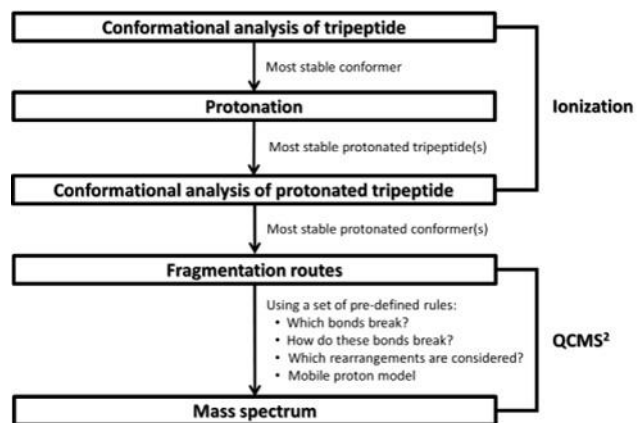 Conformational analysis of tripeptide
Most stable conformer
Protonation
Ionization
Most stable protonated tripeptide(s)
Conformational analysis of protonated tripeptide
Most stable protonated conformer(s)
Fragmentation routes
Using a set of pre-defined rules:
• Which bonds break?
• How do these bonds break?
• Which rearrangements are considered?
• Mobile proton model
QCMS²
Mass spectrum